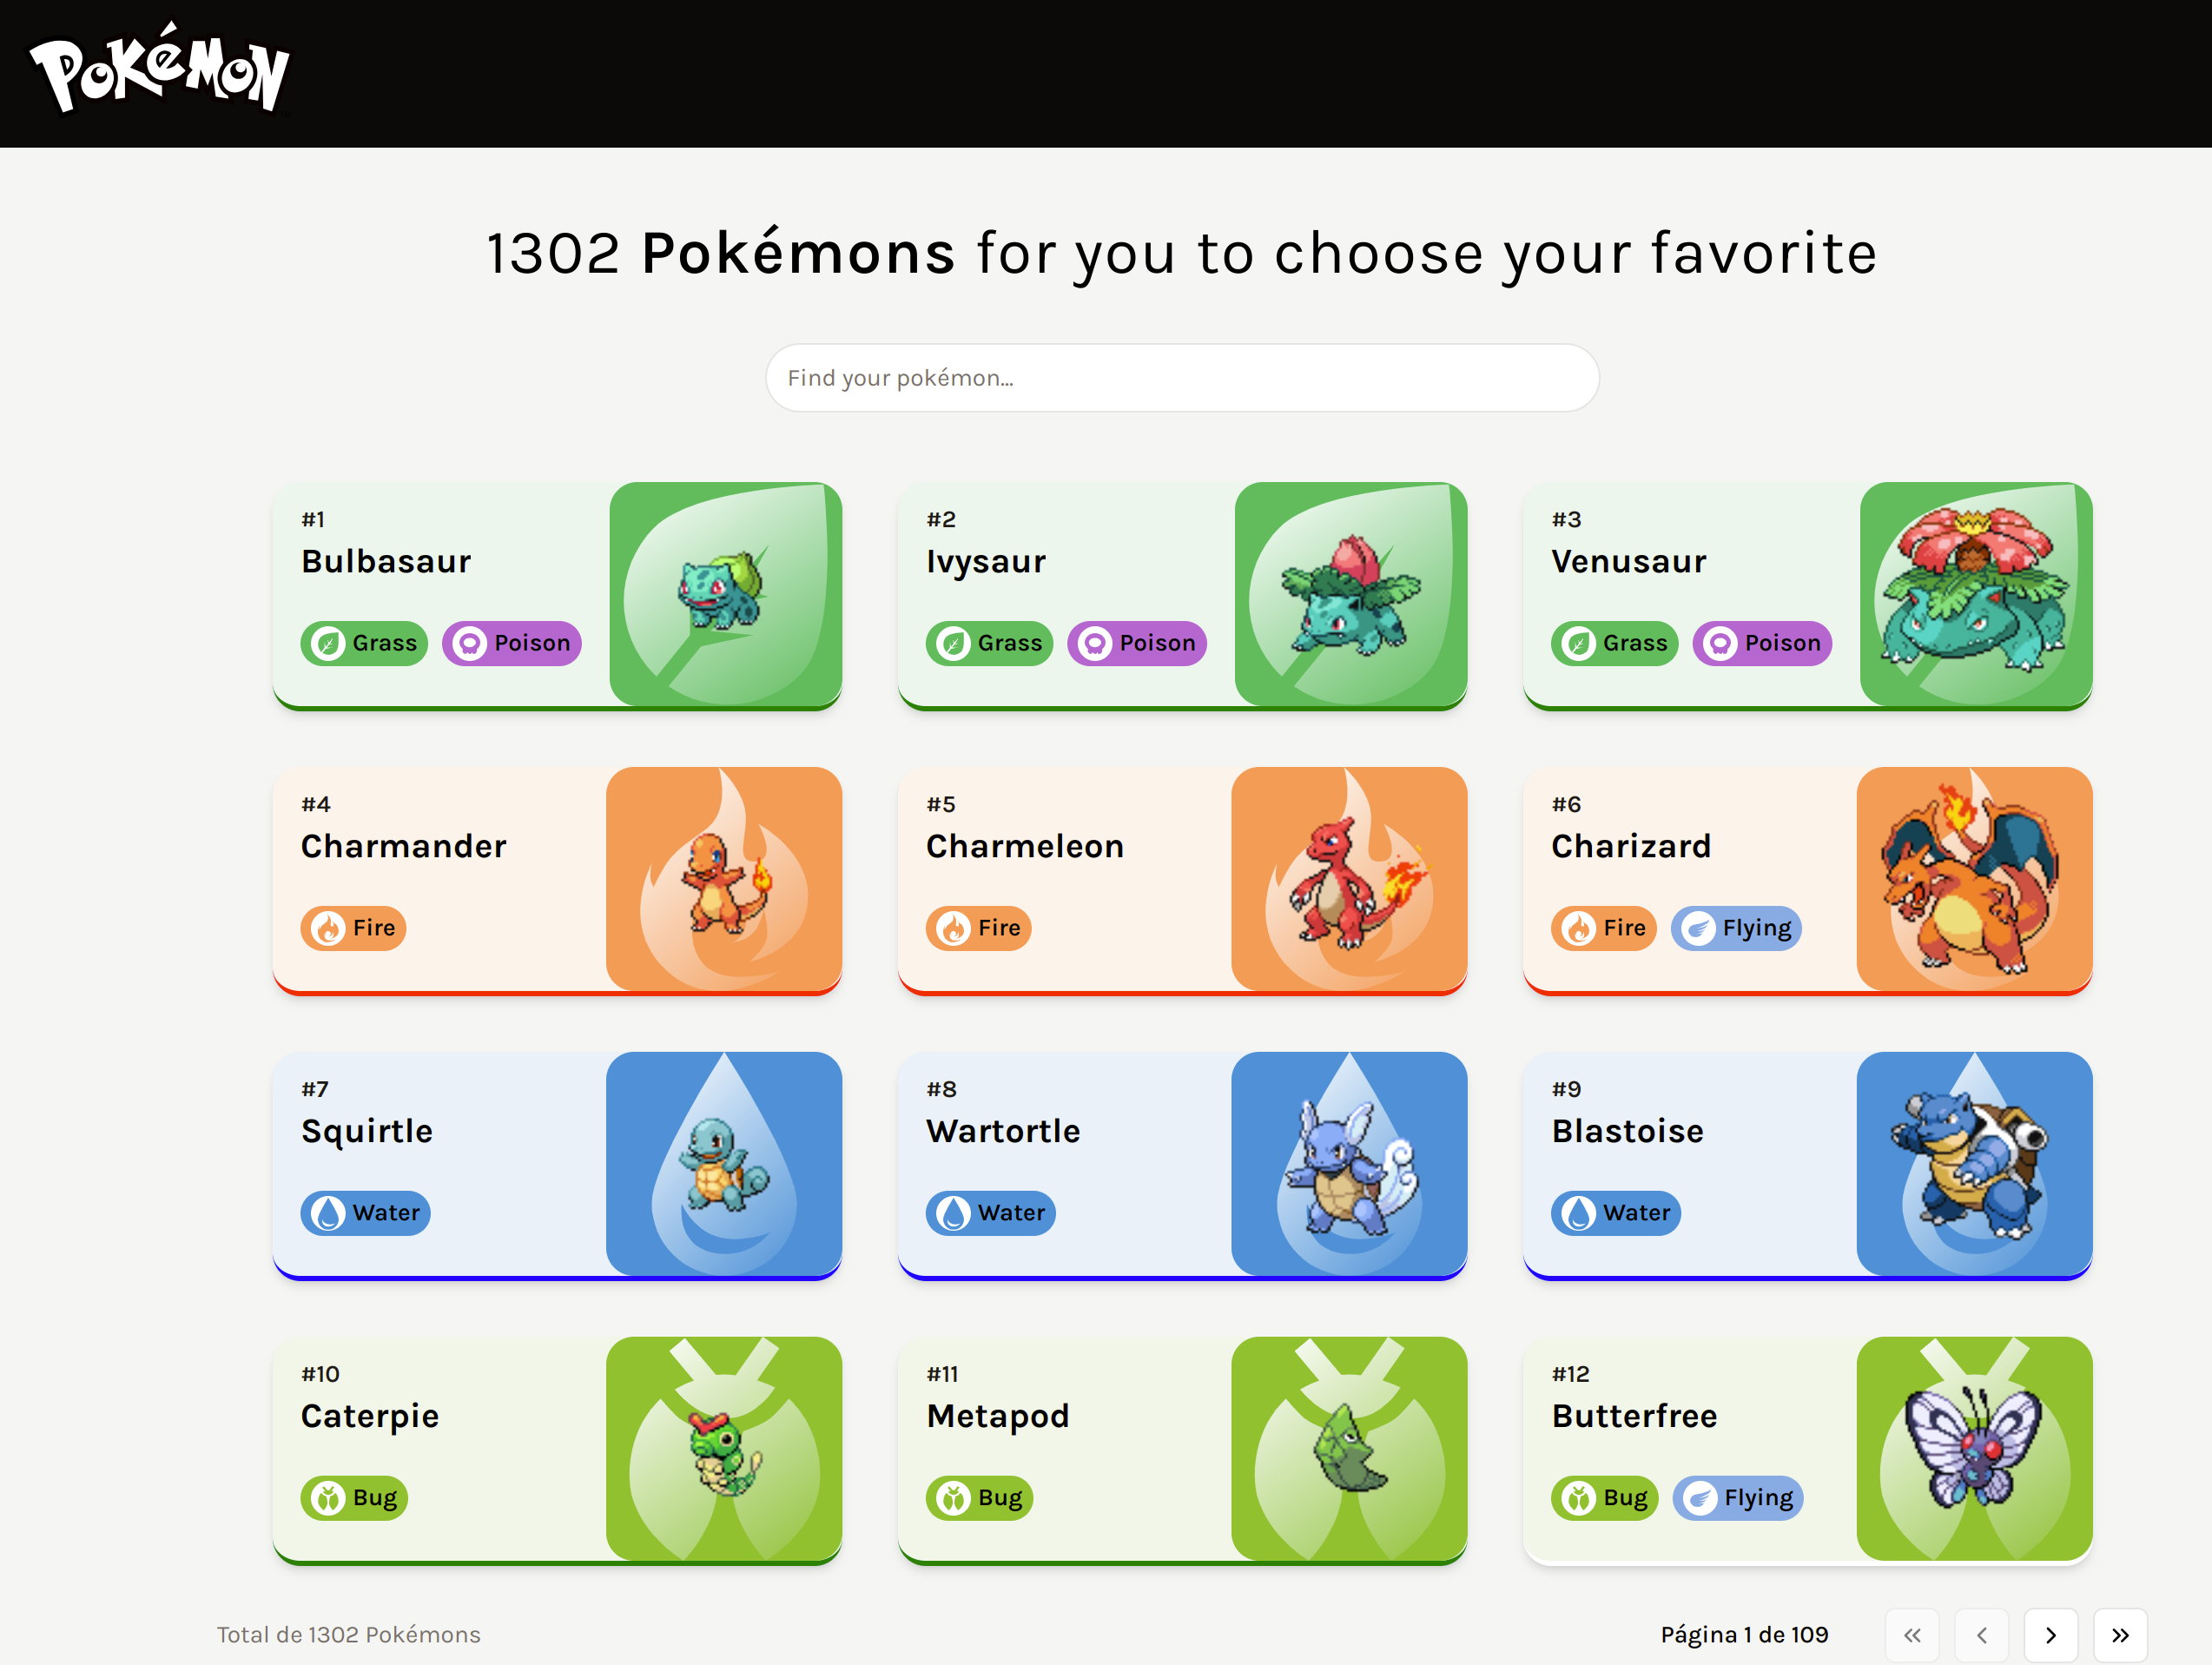 Pokémon
1302 Pokémons for you to choose your favorite
Find your pokémon...
#1
Bulbasaur
Grass Poison
#2
Ivysaur
Grass Poison
#3
Venusaur
Grass Poison
#4
Charmander
Fire
#5
Charmeleon
Fire
#6
Charizard
Fire Flying
#7
Squirtle
Water
#8
Wartortle
Water
#9
Blastoise
Water
#10
Caterpie
Bug
#11
Metapod
Bug
#12
Butterfree
Bug Flying
Total de 1302 Pokémons
Página 1 de 109